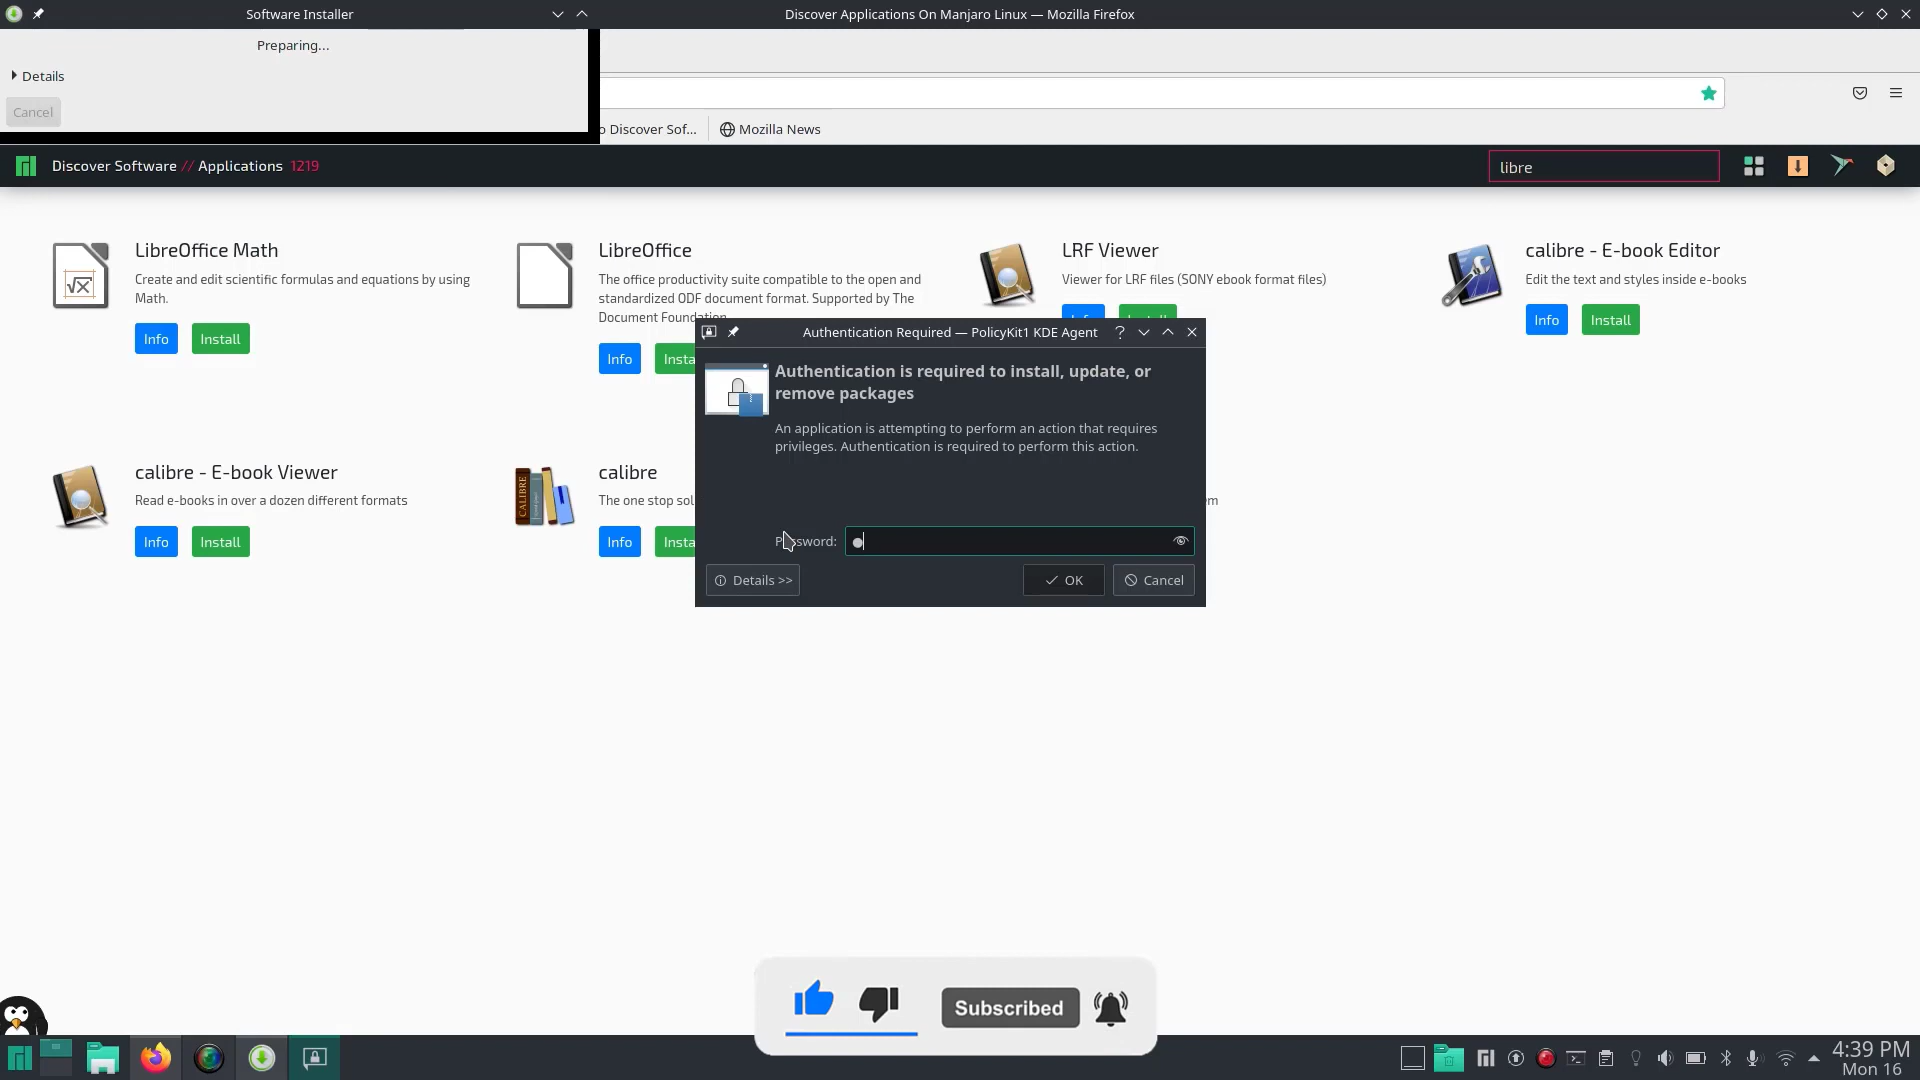 Software Installer
Discover Applications On Manjaro Linux — Mozilla Firefox
Preparing...
Details
Cancel
o Discover Sof...
Mozilla News
Discover Software // Applications 1219
libre
LibreOffice Math
Create and edit scientific formulas and equations by using
Math.
Info
Install
LibreOffice
The office productivity suite compatible to the open and
standardized ODF document format. Supported by The
Document Foundation
Info
Insta
LRF Viewer
Viewer for LRF files (SONY ebook format files)
calibre - E-book Editor
Edit the text and styles inside e-books
Info
Install
Authentication Required — PolicyKit1 KDE Agent
Authentication is required to install, update, or
remove packages
An application is attempting to perform an action that requires
privileges. Authentication is required to perform this action.
Password:
Details >>
OK
Cancel
calibre - E-book Viewer
Read e-books in over a dozen different formats
Info
Install
CALIBRE
calibre
The one stop sol
Info
Insta
Subscribed
4:39 PM
Mon 16